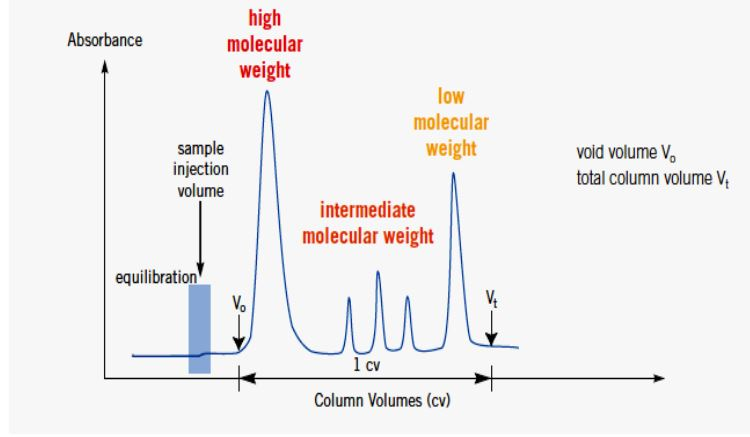 high
molecular
weight
Absorbance
low
molecular
weight
sample
injection
volume
void volume Vₒ
total column volume Vₜ
intermediate
molecular weight
equilibration
Vₒ
Vₜ
1 cv
Column Volumes (cv)